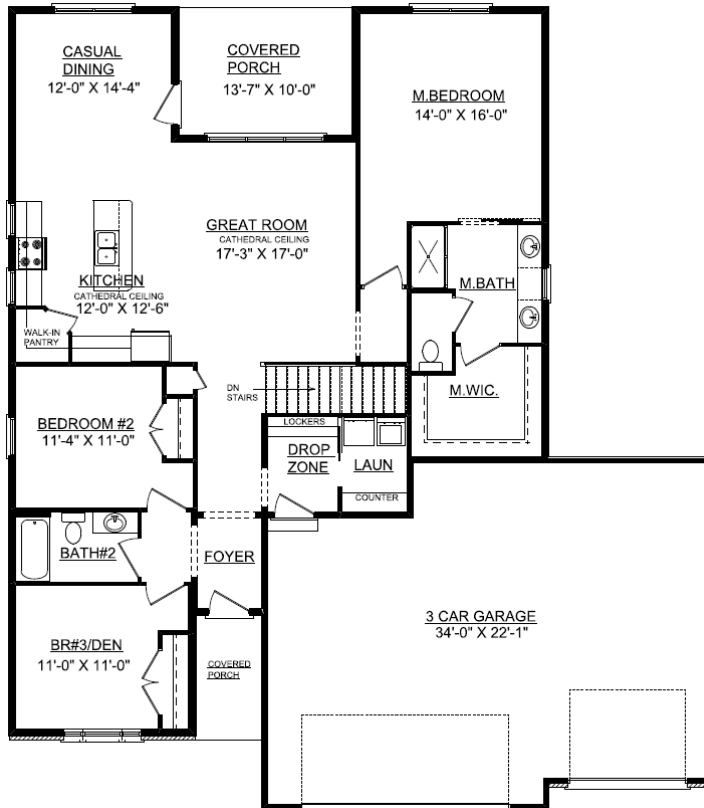 CASUAL
DINING
12'-0" X 14'-4"
COVERED
PORCH
13'-7" X 10'-0"
M.BEDROOM
14'-0" X 16'-0"
GREAT ROOM
CATHEDRAL CEILING
17'-3" X 17'-0"
KITCHEN
CATHEDRAL CEILING
12'-0" X 12'-6"
M.BATH
WALK-IN
PANTRY
DN
STAIRS
M.WIC.
BEDROOM #2
11'-4" X 11'-0"
LOCKERS
DROP
ZONE
LAUN
COUNTER
BATH#2
FOYER
3 CAR GARAGE
34'-0" X 22'-1"
BR#3/DEN
11'-0" X 11'-0"
COVERED
PORCH